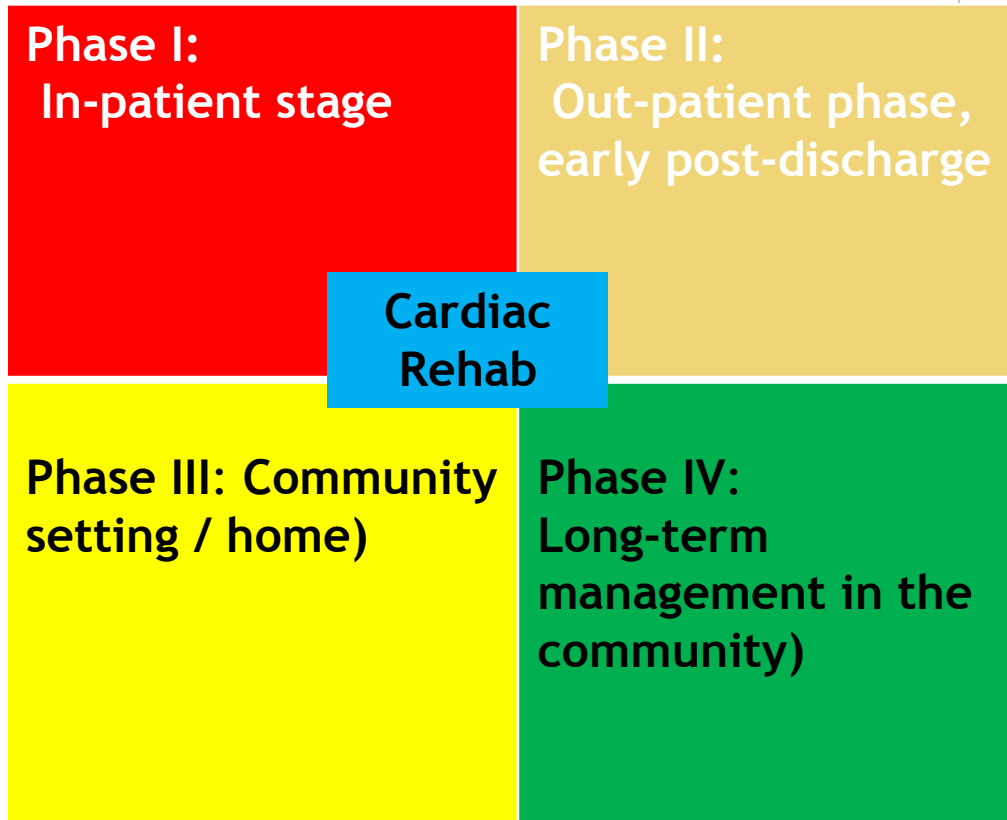 Phase I:
In-patient stage
Phase II:
Out-patient phase,
early post-discharge
Cardiac
Rehab
Phase III: Community
setting / home)
Phase IV:
Long-term
management in the
community)